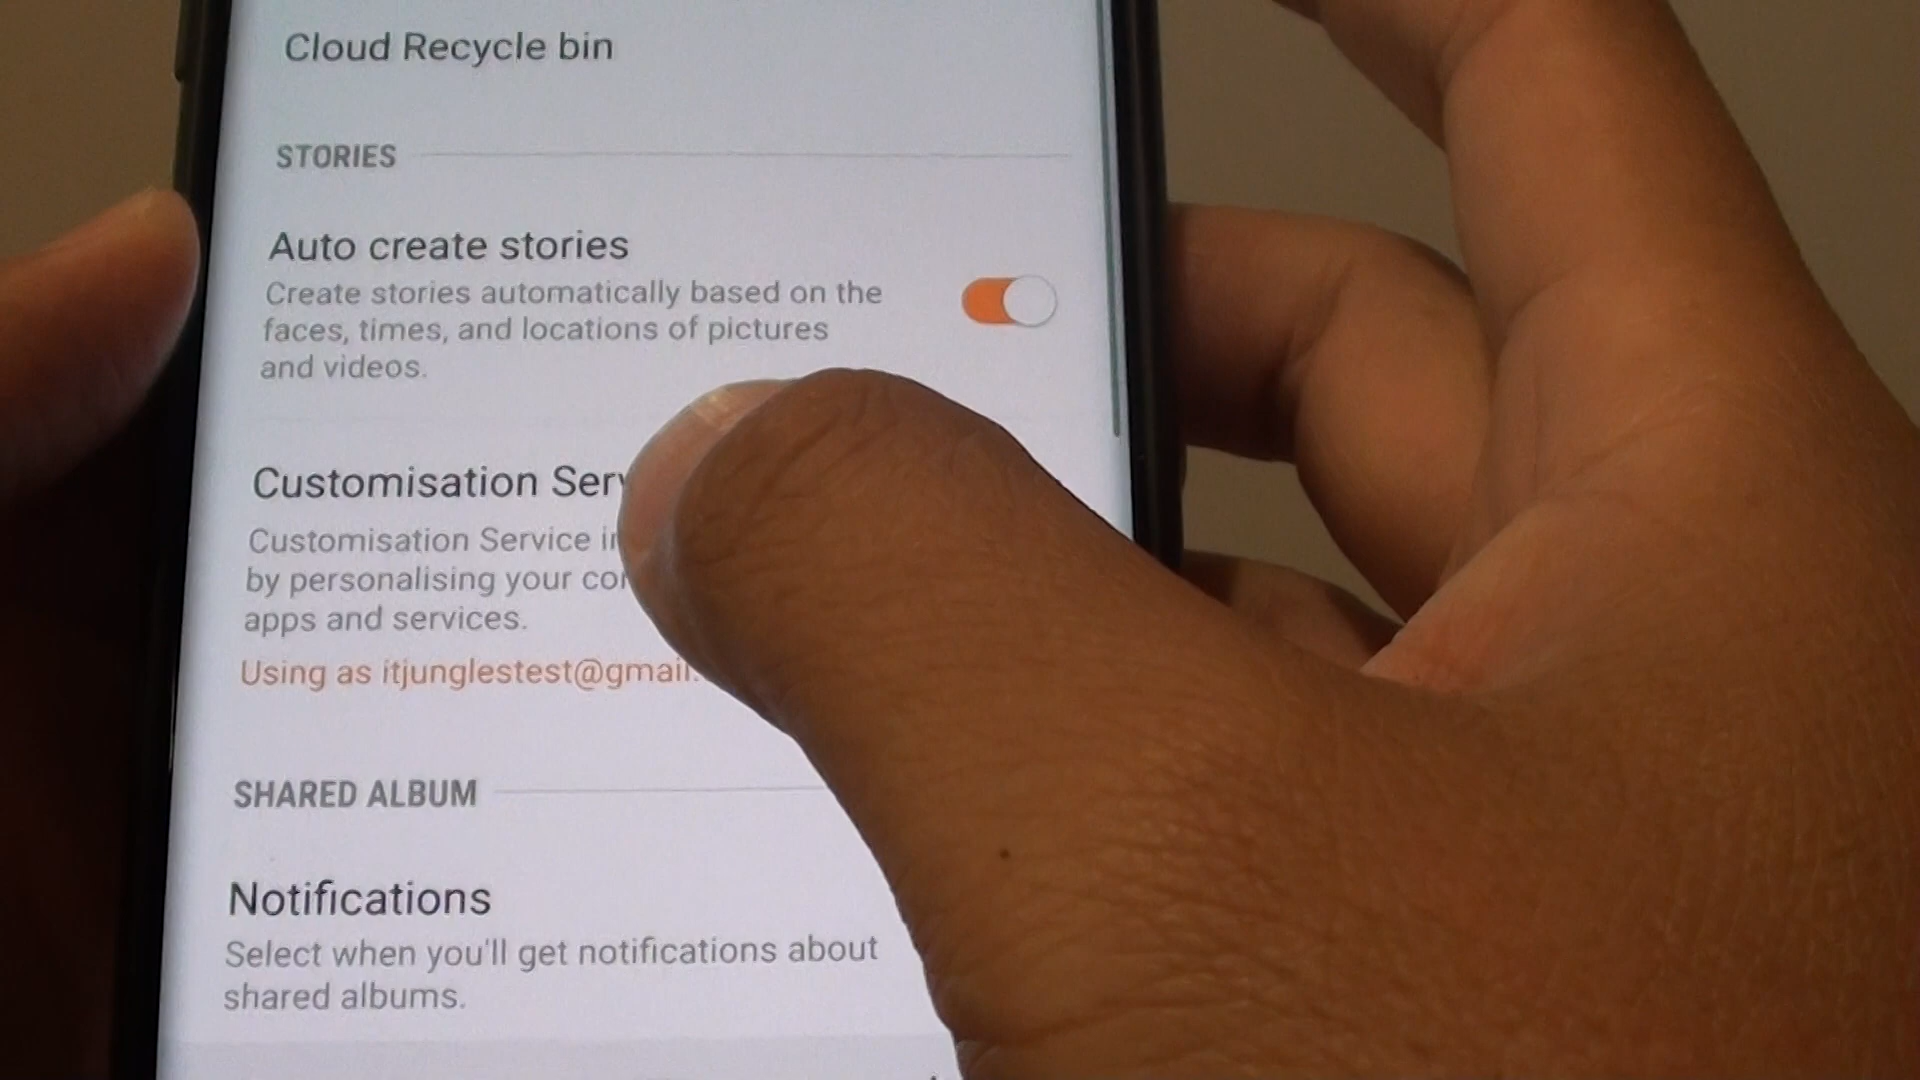 Cloud Recycle bin
STORIES
Auto create stories
Create stories automatically based on the
faces, times, and locations of pictures
and videos.
Customisation
Customisation Service
by personalising your
apps and services.
Using as itjunglestest@gmail.
SHARED ALBUM
Notifications
Select when you'll get notifications about
shared albums.